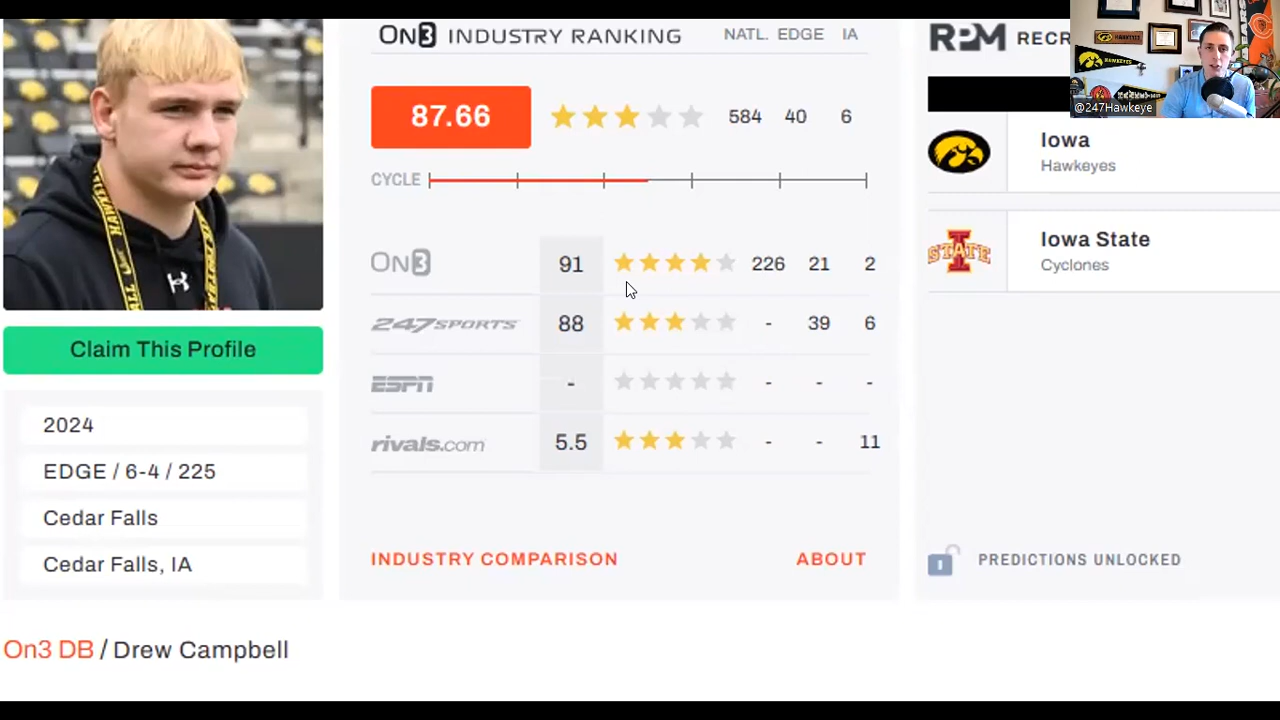 On3 INDUSTRY RANKING NATL. EDGE IA
87.66 584 40 6
CYCLE
On3 91 226 21 2
247SPORTS 88 - 39 6
ESPN - - - -
rivals.com 5.5 - - 11
INDUSTRY COMPARISON ABOUT
Claim This Profile
2024
EDGE / 6-4 / 225
Cedar Falls
Cedar Falls, IA
On3 DB / Drew Campbell
RPM RECR
Iowa
Hawkeyes
STATE
Iowa State
Cyclones
PREDICTIONS UNLOCKED
HAWKEYE
HAWKEYES
@247Hawkeye